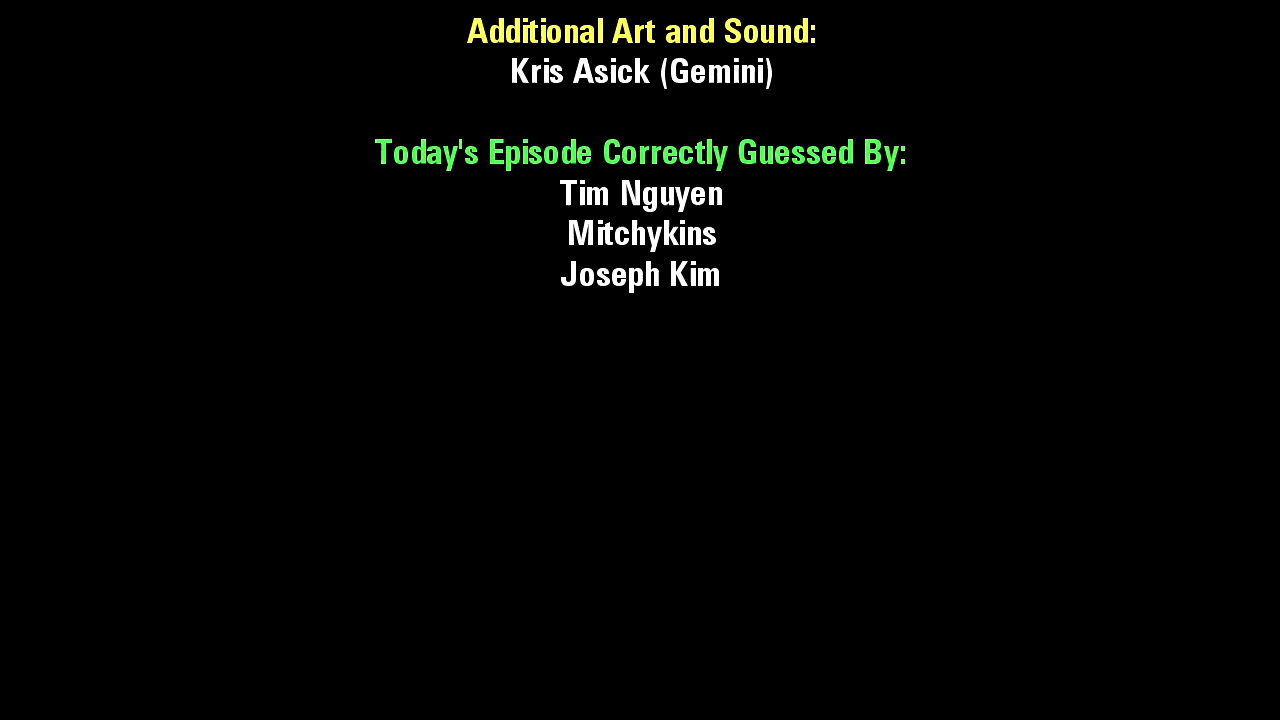 Additional Art and Sound:
Kris Asick (Gemini)
Today's Episode Correctly Guessed By:
Tim Nguyen
Mitchykins
Joseph Kim